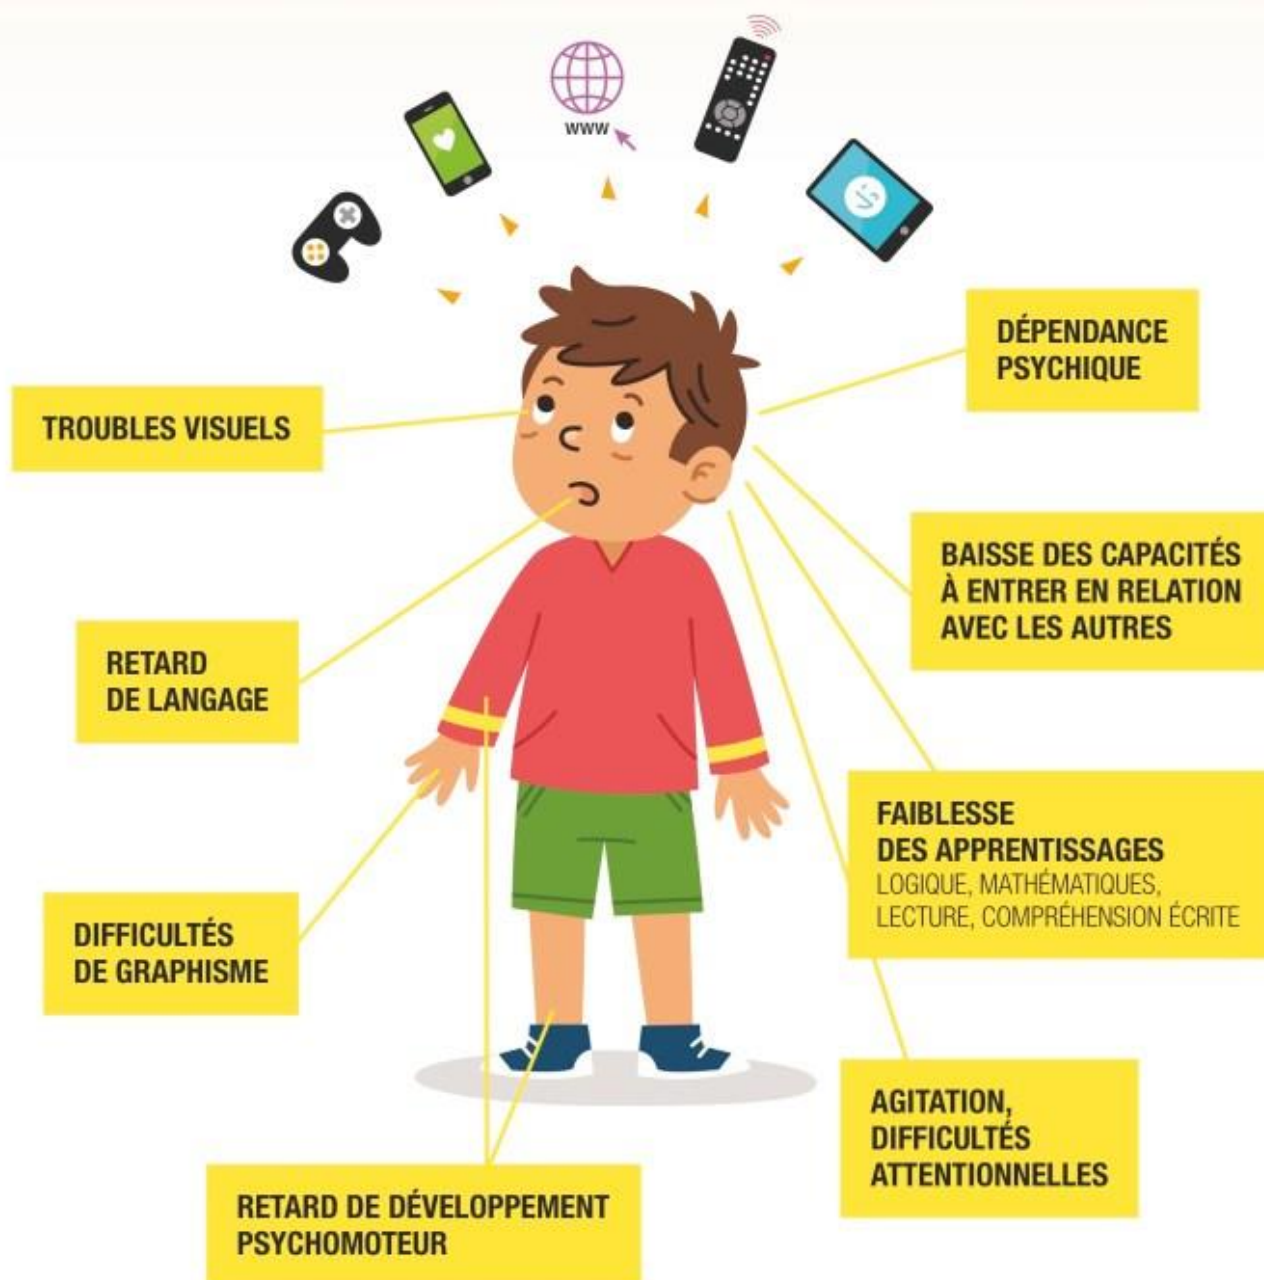 WWW
DÉPENDANCE
PSYCHIQUE
TROUBLES VISUELS
BAISSE DES CAPACITÉS
À ENTRER EN RELATION
AVEC LES AUTRES
RETARD
DE LANGAGE
FAIBLESSE
DES APPRENTISSAGES
LOGIQUE, MATHÉMATIQUES,
LECTURE, COMPRÉHENSION ÉCRITE
DIFFICULTÉS
DE GRAPHISME
AGITATION,
DIFFICULTÉS
ATTENTIONNELLES
RETARD DE DÉVELOPPEMENT
PSYCHOMOTEUR